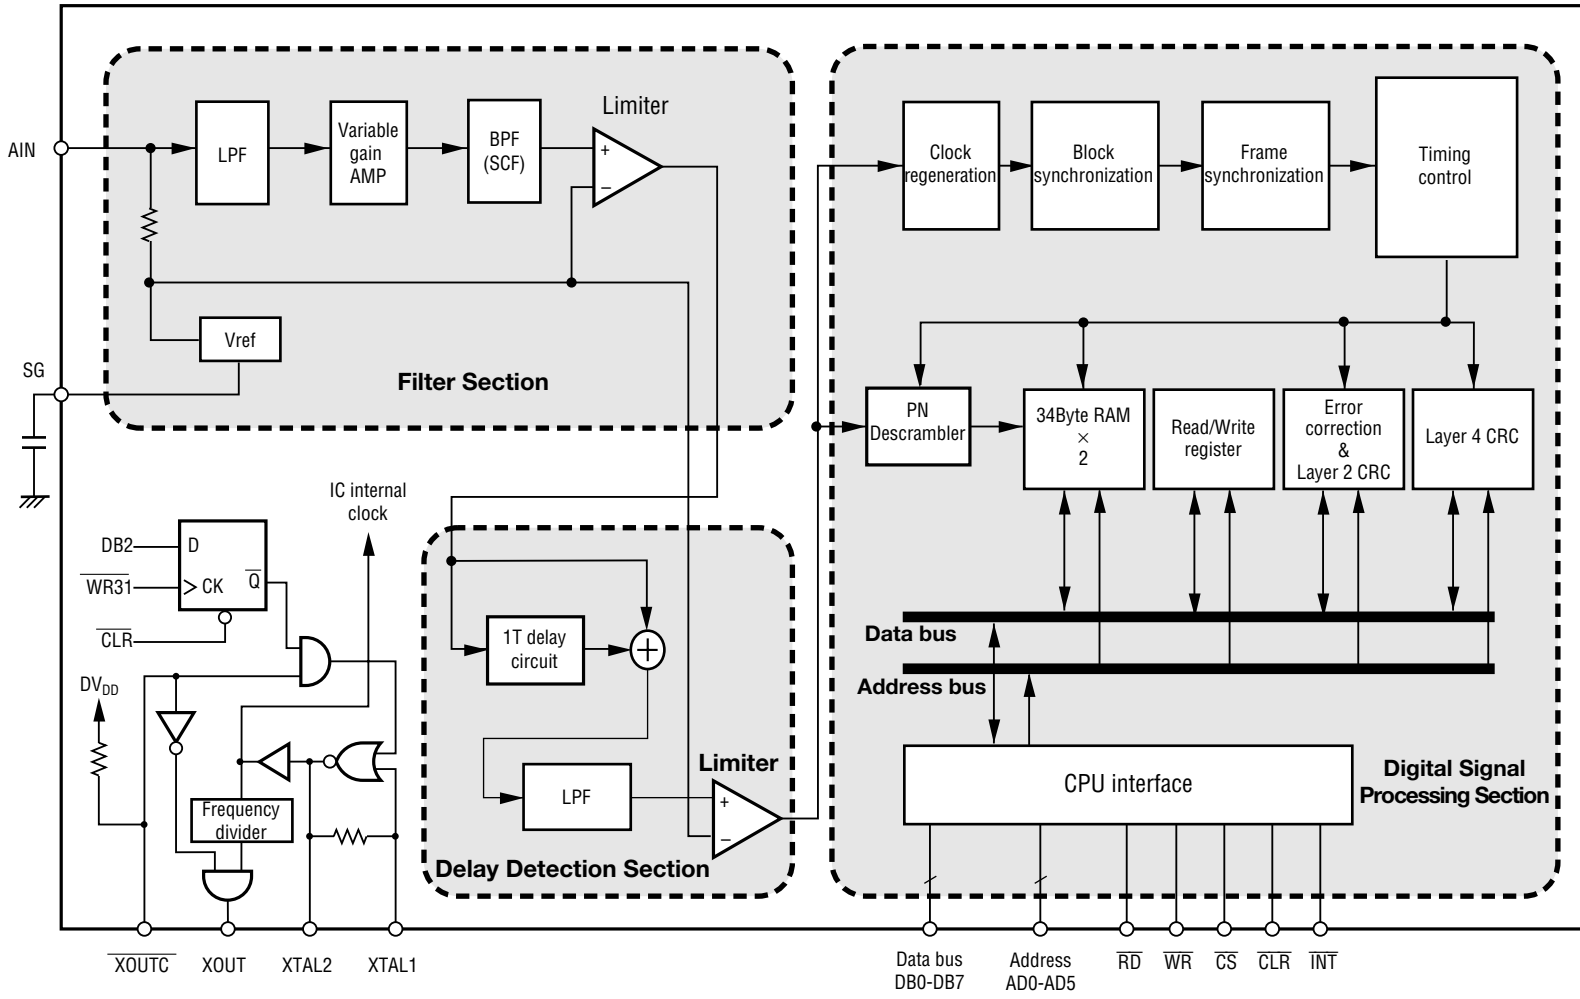 AIN
LPF
Variable
gain
AMP
BPF
(SCF)
Limiter
+
−
Vref
SG
Filter Section
Clock
regeneration
Block
synchronization
Frame
synchronization
Timing
control
PN
Descrambler
34Byte RAM
×
2
Read/Write
register
Error
correction
&
Layer 2 CRC
Layer 4 CRC
Data bus
Address bus
CPU interface
Digital Signal
Processing Section
IC internal
clock
DB2
D
WR31
CK
Q
CLR
DVDD
Frequency
divider
1T delay
circuit
+
LPF
Limiter
+
−
Delay Detection Section
XOUTC
XOUT
XTAL2
XTAL1
Data bus
DB0-DB7
Address
AD0-AD5
RD
WR
CS
CLR
INT